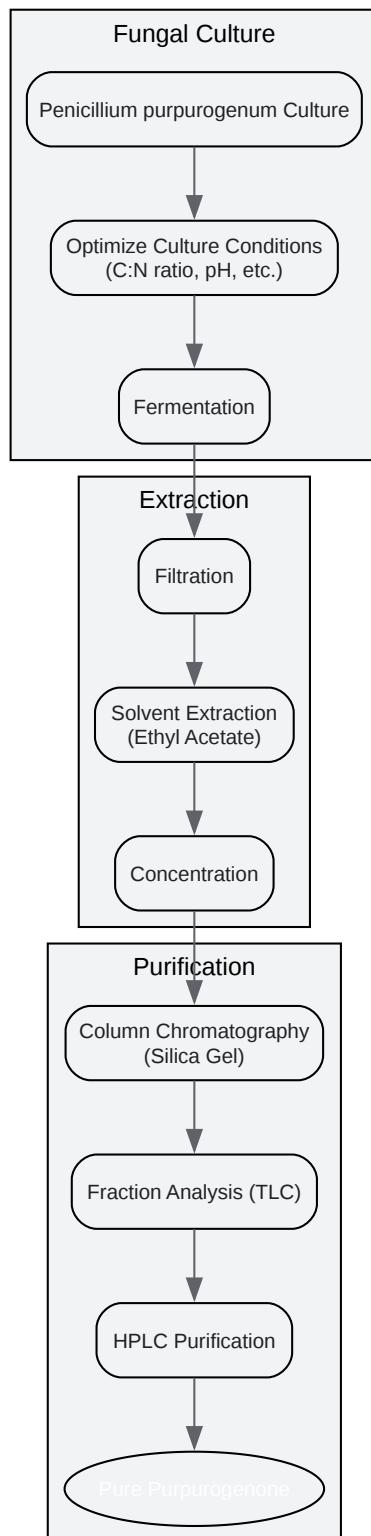 Fungal Culture
Penicillium purpurogenum Culture
Optimize Culture Conditions
(C:N ratio, pH, etc.)
Fermentation
Extraction
Filtration
Solvent Extraction
(Ethyl Acetate)
Concentration
Purification
Column Chromatography
(Silica Gel)
Fraction Analysis (TLC)
HPLC Purification
Pure Purpurogenone